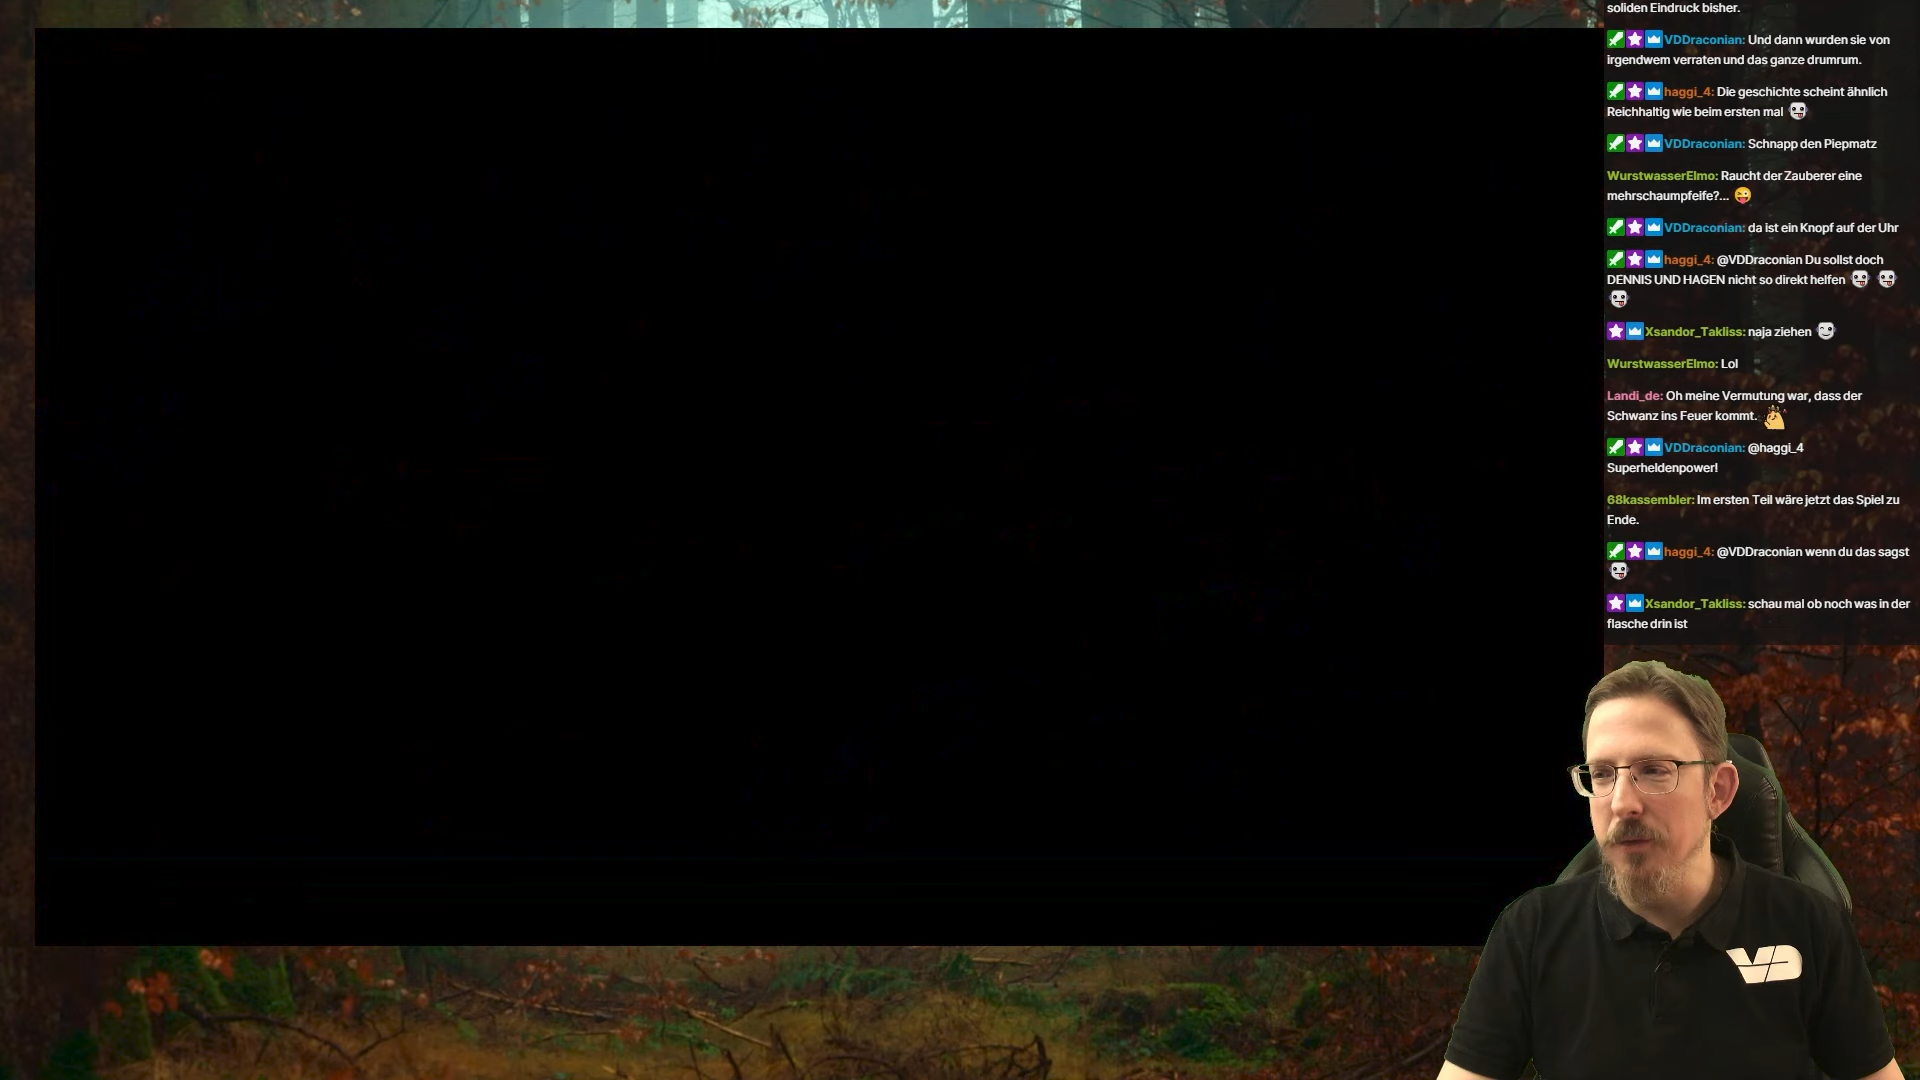 soliden Eindruck bisher.
VDDraconian: Und dann wurden sie von
irgendwem verraten und das ganze drumrum.
haggi_4: Die geschichte scheint ähnlich
Reichhaltig wie beim ersten mal
VDDraconian: Schnapp den Piepmatz
WurstwasserElmo: Raucht der Zauberer eine
mehrschaumpfeife?...
VDDraconian: da ist ein Knopf auf der Uhr
haggi_4: @VDDraconian Du sollst doch
DENNIS UND HAGEN nicht so direkt helfen
Xsandor_Takliss: naja ziehen
WurstwasserElmo: Lol
Landi_de: Oh meine Vermutung war, dass der
Schwanz ins Feuer kommt.
VDDraconian: @haggi_4
Superheldenpower!
68kassembler: Im ersten Teil wäre jetzt das Spiel zu
Ende.
haggi_4: @VDDraconian wenn du das sagst
Xsandor_Takliss: schau mal ob noch was in der
flasche drin ist
VD